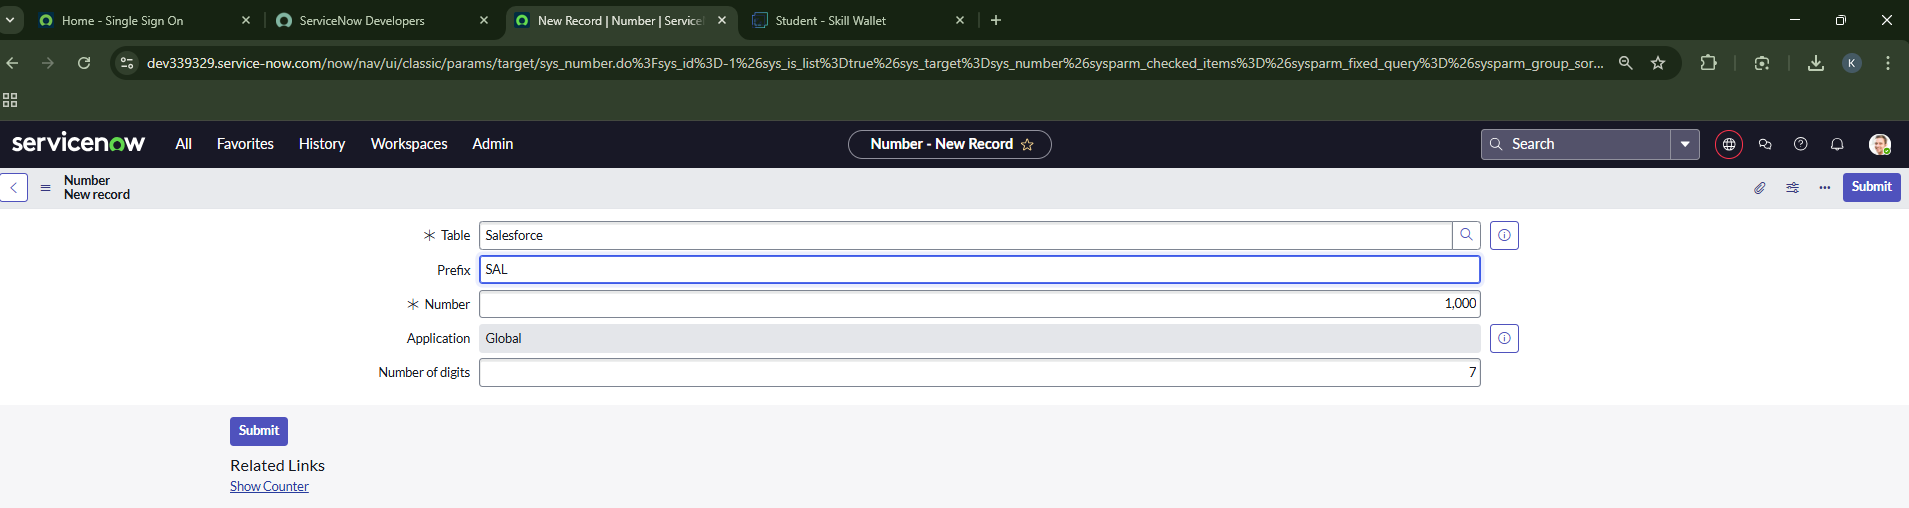 Home - Single Sign On
ServiceNow Developers
New Record | Number | Service
Student - Skill Wallet
dev339329.service-now.com/now/nav/ui/classic/params/target/sys_number.do%3Fsys_id%3D-1%26sys_is_list%3Dtrue%26sys_target%3Dsys_number%26sysparm_checked_items%3D%26sysparm_fixed_query%3D%26sysparm_group_sor...
K
servicenow All Favorites History Workspaces Admin
Number - New Record
Search
Number
New record
Submit
* Table Salesforce
Prefix SAL
* Number 1,000
Application Global
Number of digits 7
Submit
Related Links
Show Counter